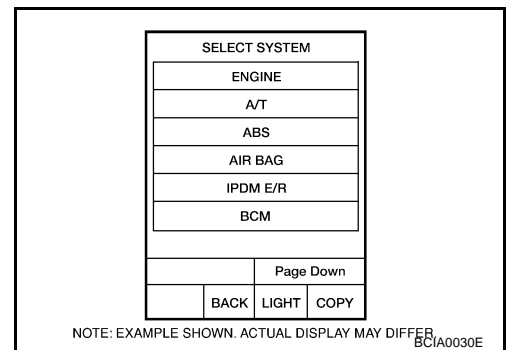 SELECT SYSTEM
ENGINE
A/T
ABS
AIR BAG
IPDM E/R
BCM
Page Down
BACK LIGHT COPY
NOTE: EXAMPLE SHOWN. ACTUAL DISPLAY MAY DIFFER.
BCIA0030E